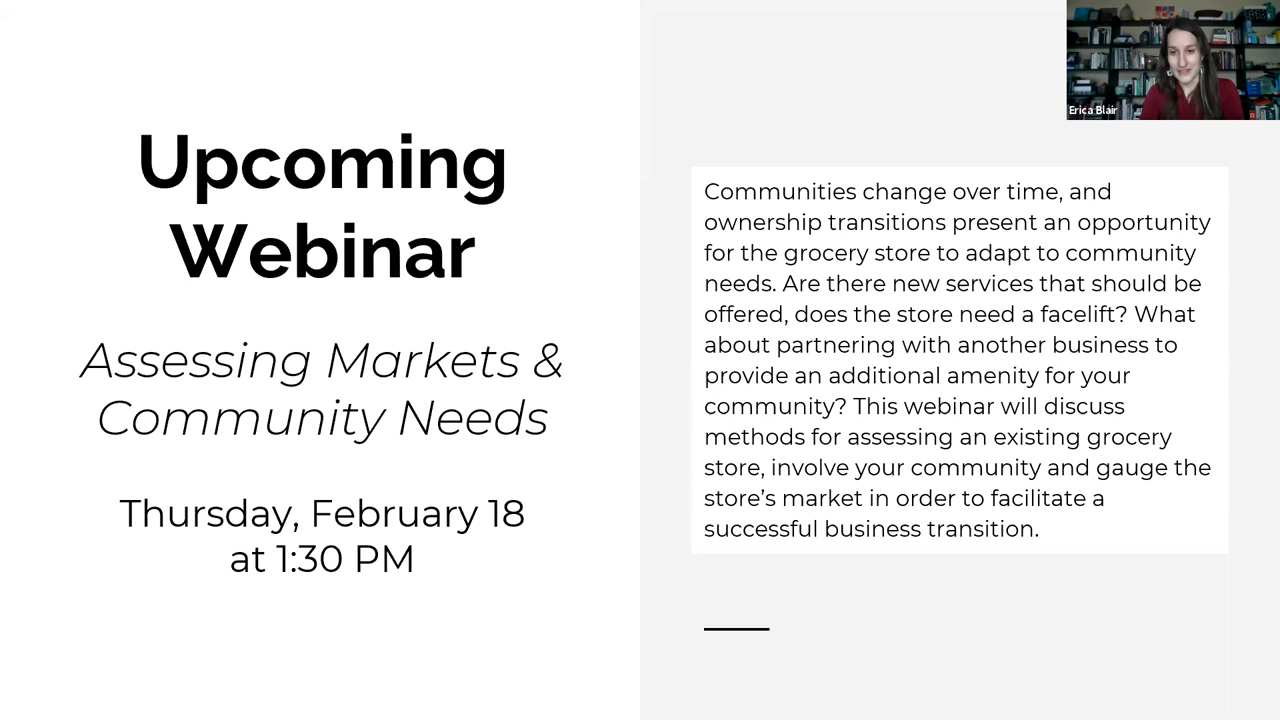 Upcoming
Webinar
Assessing Markets &
Community Needs
Thursday, February 18
at 1:30 PM
Erica Blair
Communities change over time, and
ownership transitions present an opportunity
for the grocery store to adapt to community
needs. Are there new services that should be
offered, does the store need a facelift? What
about partnering with another business to
provide an additional amenity for your
community? This webinar will discuss
methods for assessing an existing grocery
store, involve your community and gauge the
store’s market in order to facilitate a
successful business transition.